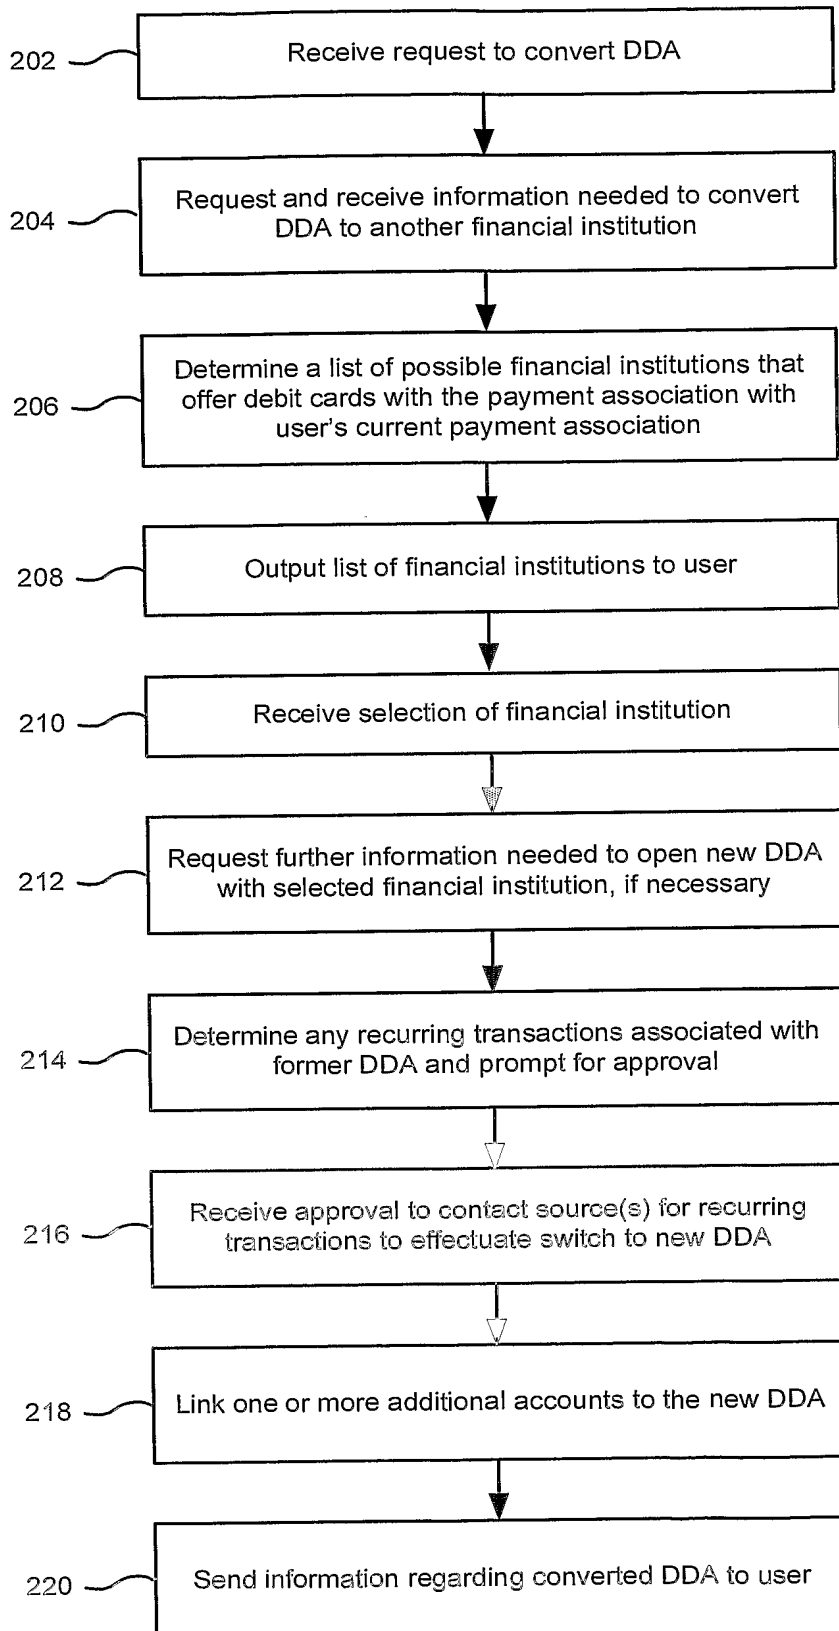 202
Receive request to convert DDA
204
Request and receive information needed to convert
DDA to another financial institution
206
Determine a list of possible financial institutions that
offer debit cards with the payment association with
user's current payment association
208
Output list of financial institutions to user
210
Receive selection of financial institution
212
Request further information needed to open new DDA
with selected financial institution, if necessary
214
Determine any recurring transactions associated with
former DDA and prompt for approval
216
Receive approval to contact source(s) for recurring
transactions to effectuate switch to new DDA
218
Link one or more additional accounts to the new DDA
220
Send information regarding converted DDA to user